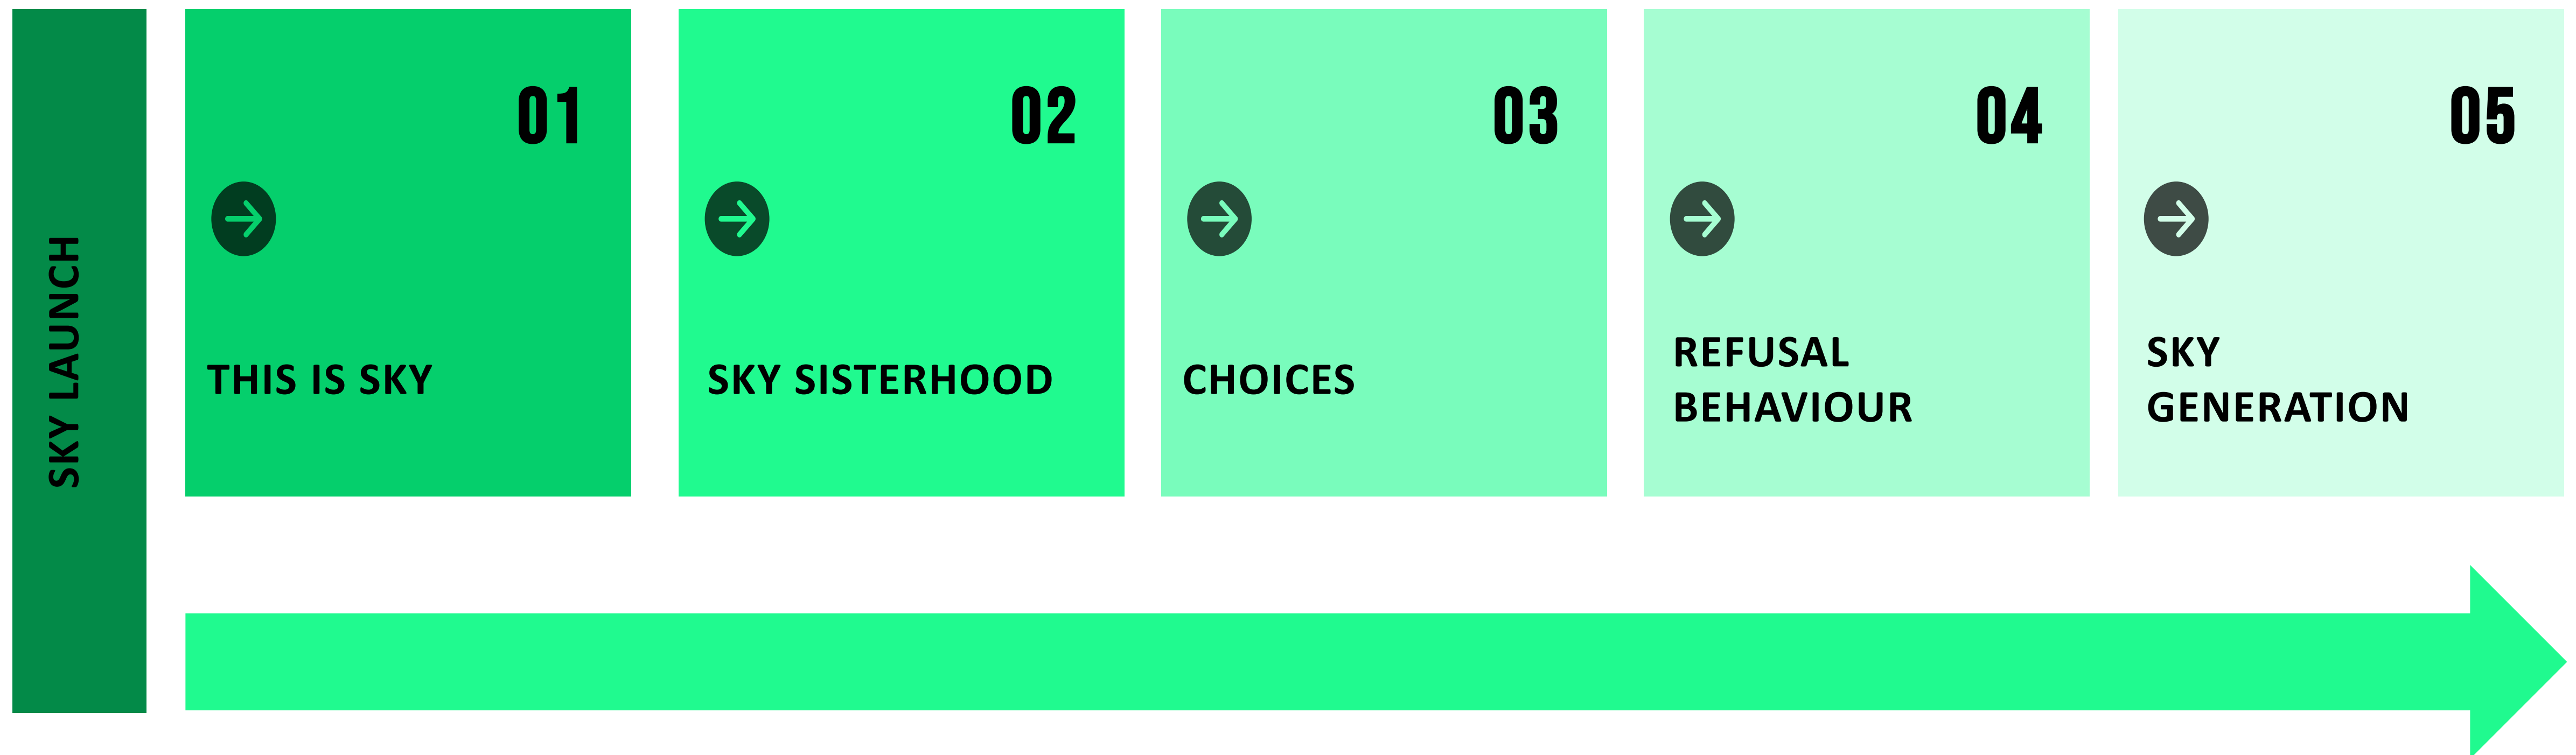 SKY LAUNCH
01
THIS IS SKY
02
SKY SISTERHOOD
03
CHOICES
04
REFUSAL
BEHAVIOUR
05
SKY
GENERATION